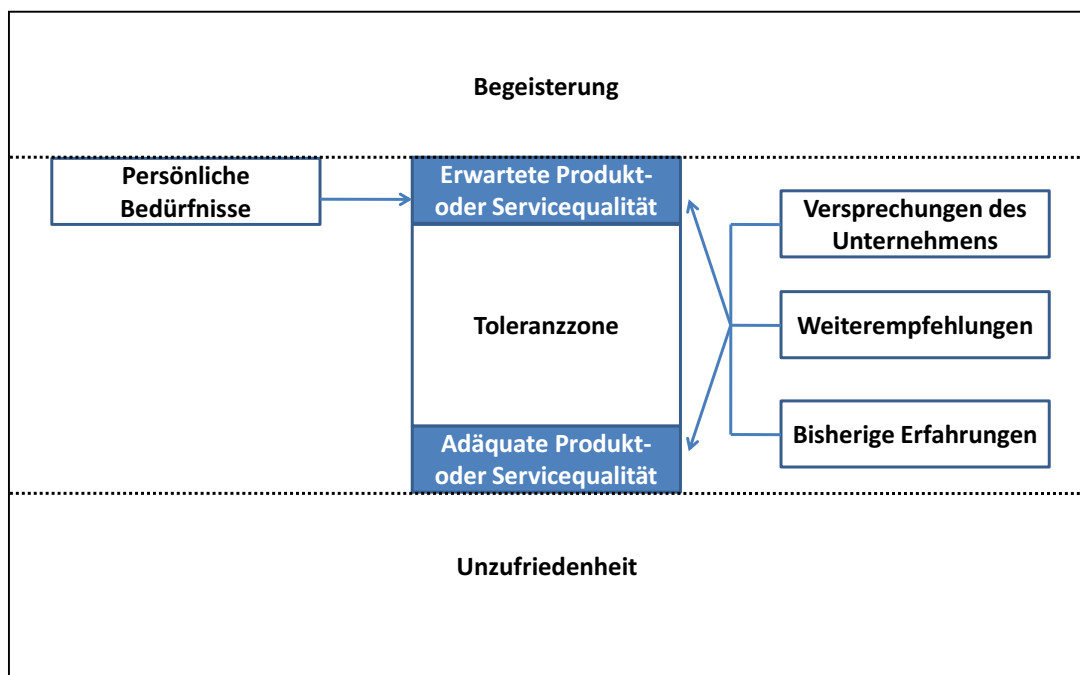 Begeisterung
Persönliche
Bedürfnisse
Erwartete Produkt-
oder Servicequalität
Versprechungen des
Unternehmens
Toleranzzone
Weiterempfehlungen
Bisherige Erfahrungen
Adäquate Produkt-
oder Servicequalität
Unzufriedenheit